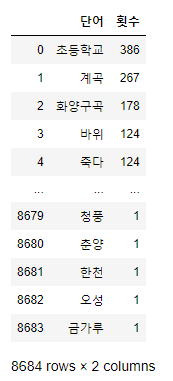 단어 횟수
0 초등학교 386
1 계곡 267
2 화양구곡 178
3 바위 124
4 죽다 124
... ... ...
8679 청풍 1
8680 춘양 1
8681 한천 1
8682 오성 1
8683 금가루 1
8684 rows × 2 columns